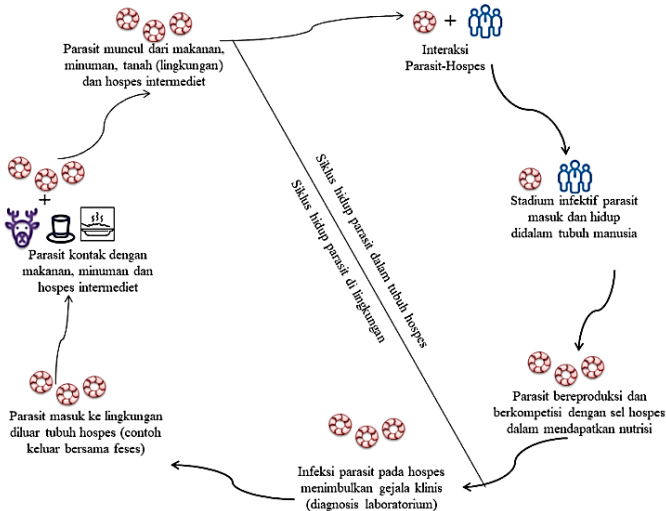 Parasit muncul dari makanan,
minuman, tanah (lingkungan)
dan hospes intermediet
+
Interaksi
Parasit-Hospes
Stadium infektif parasit
masuk dan hidup
didalam tubuh manusia
Parasit bereproduksi dan
berkompetisi dengan sel hospes
dalam mendapatkan nutrisi
Infeksi parasit pada hospes
menimbulkan gejala klinis
(diagnosis laboratorium)
Parasit masuk ke lingkungan
diluar tubuh hospes (contoh
keluar bersama feses)
+
Parasit kontak dengan
makanan, minuman dan
hospes intermediet
Siklus hidup parasit dalam tubuh hospes
Siklus hidup parasit di lingkungan